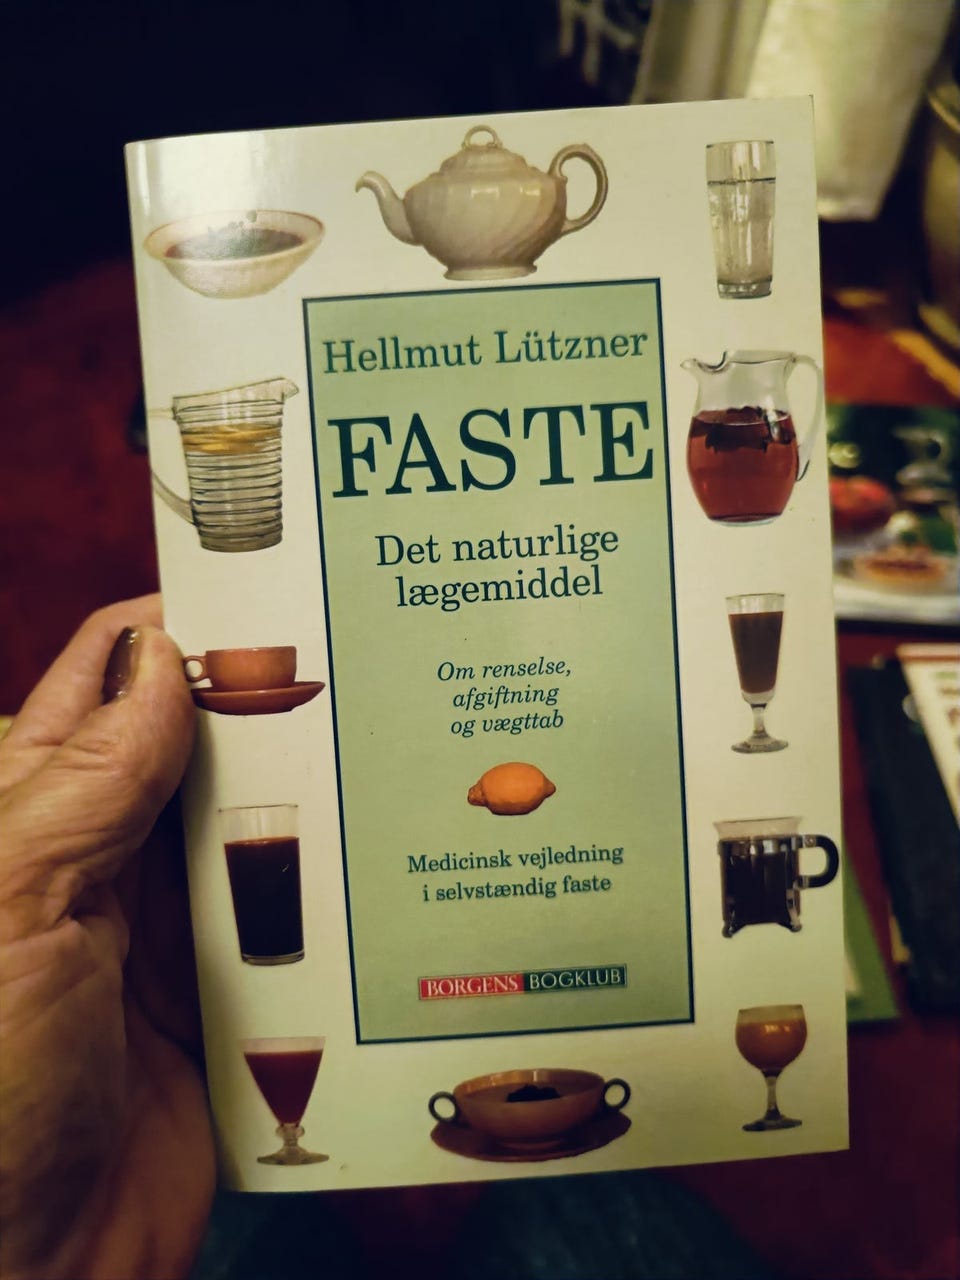 Hellmut Lützner
FASTE
Det naturlige
lægemiddel
Om renselse,
afgiftning
og vægttab
Medicinsk vejledning
i selvstændig faste
BORGENS BOGKLUB